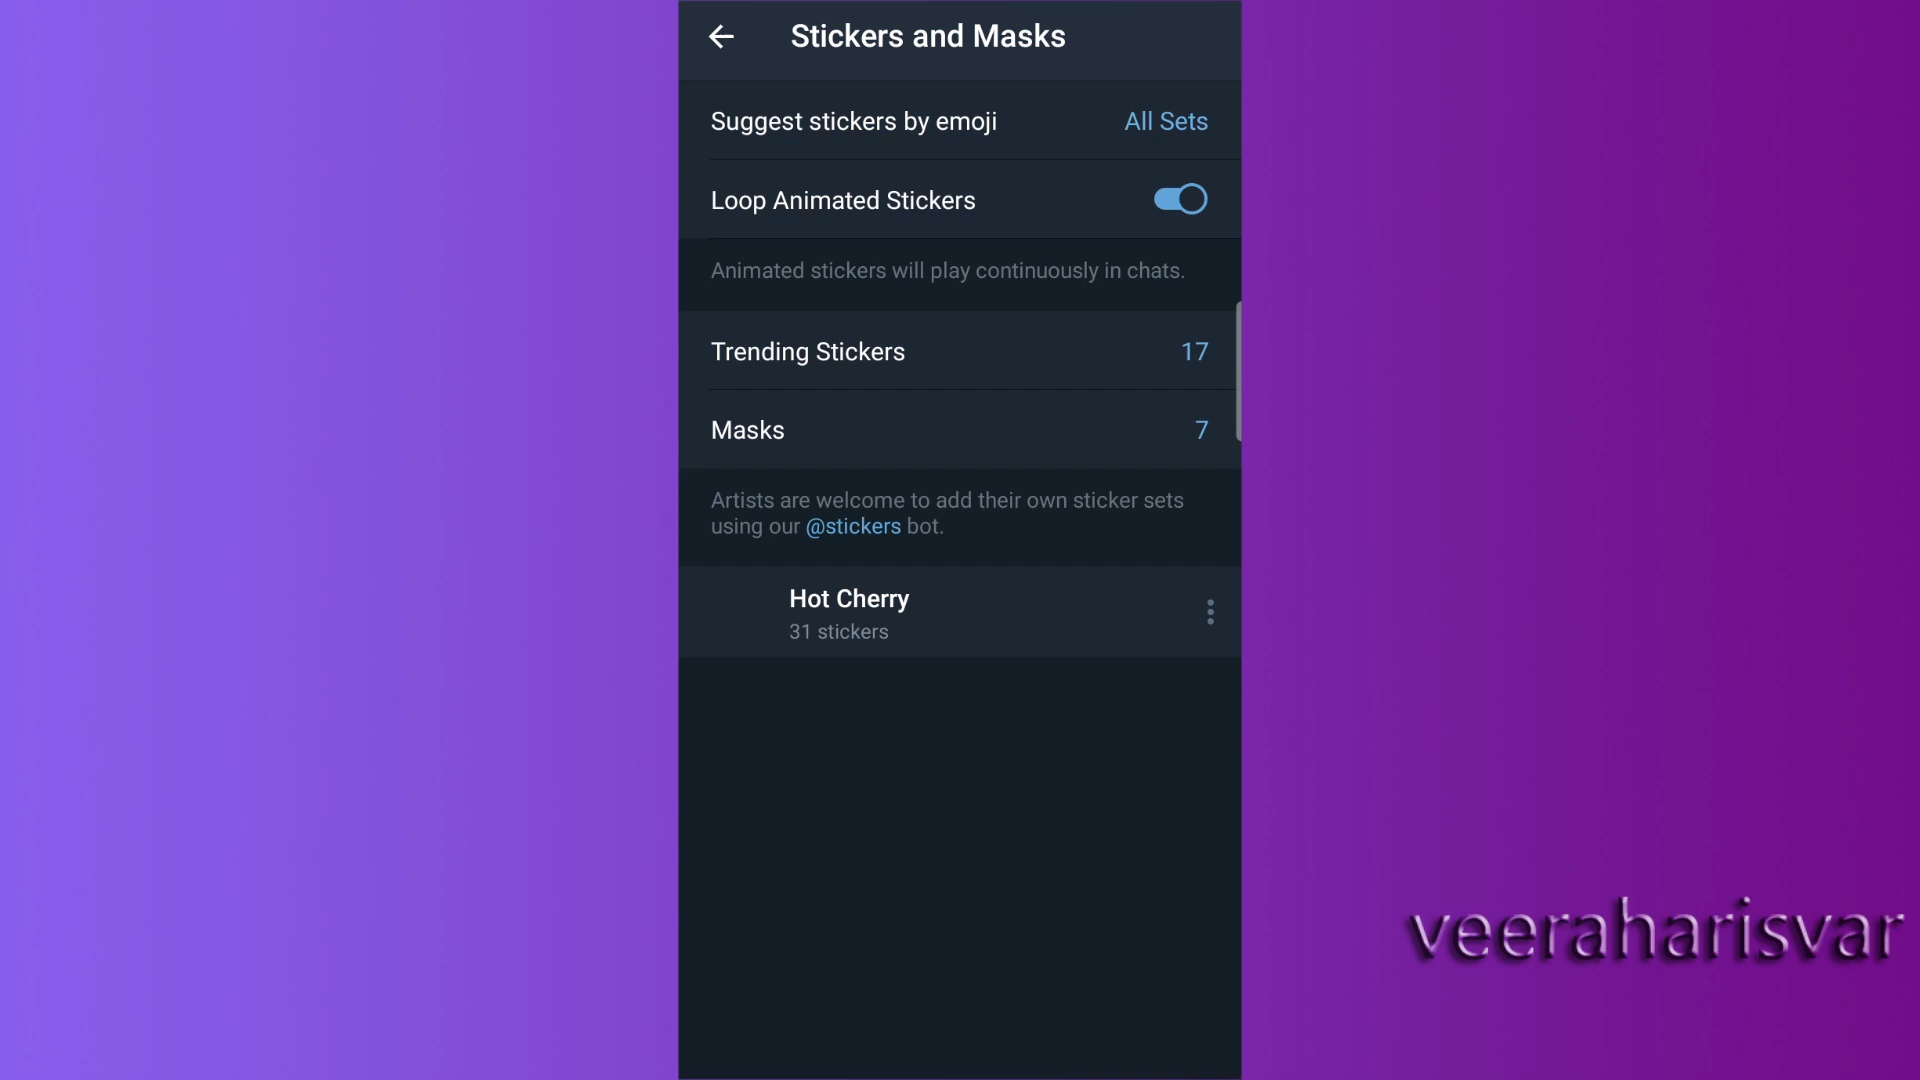 Stickers and Masks
Suggest stickers by emoji All Sets
Loop Animated Stickers
Animated stickers will play continuously in chats.
Trending Stickers 17
Masks 7
Artists are welcome to add their own sticker sets
using our @stickers bot.
Hot Cherry
31 stickers
veeraharisvar